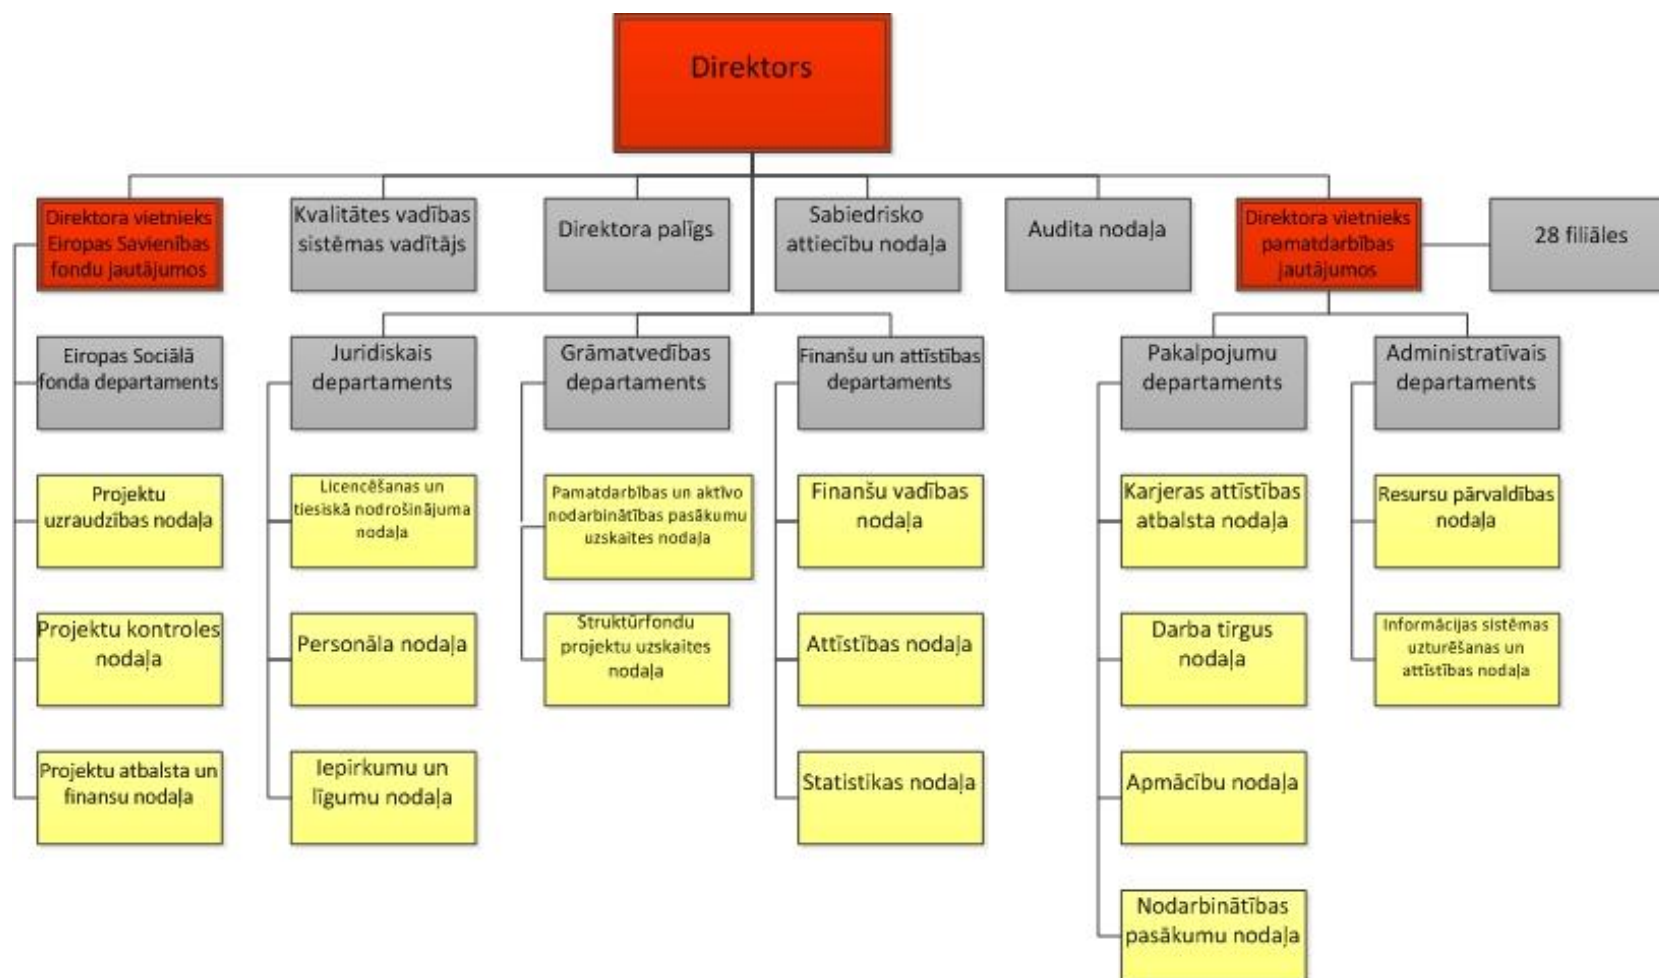 Direktors
Direktora vietnieks
Eiropas Savienības
fondu jautājumos
Kvalitātes vadības
sistēmas vadītājs
Direktora palīgs
Sabiedrisko
attiecību nodaļa
Audita nodaļa
Direktora vietnieks
pamatdarbības
jautājumos
28 filiāles
Eiropas Sociālā
fonda departaments
Juridiskais
departaments
Grāmatvedības
departaments
Finanšu un attīstības
departaments
Pakalpojumu
departaments
Administratīvais
departaments
Projektu
uzraudzības nodaļa
Licencēšanas un
tiesiskā nodrošinājuma
nodaļa
Pamatdarbības un aktīvo
nodarbinātības pasākumu
uzskaites nodaļa
Finanšu vadības
nodaļa
Karjeras attīstības
atbalsta nodaļa
Resursu pārvaldības
nodaļa
Projektu kontroles
nodaļa
Personāla nodaļa
Struktūrfondu
projektu uzskaites
nodaļa
Attīstības nodaļa
Darba tirgus
nodaļa
Informācijas sistēmas
uzturēšanas un
attīstības nodaļa
Projektu atbalsta un
finansu nodaļa
Iepirkumu un
līgumu nodaļa
Statistikas nodaļa
Apmācību nodaļa
Nodarbinātības
pasākumu nodaļa